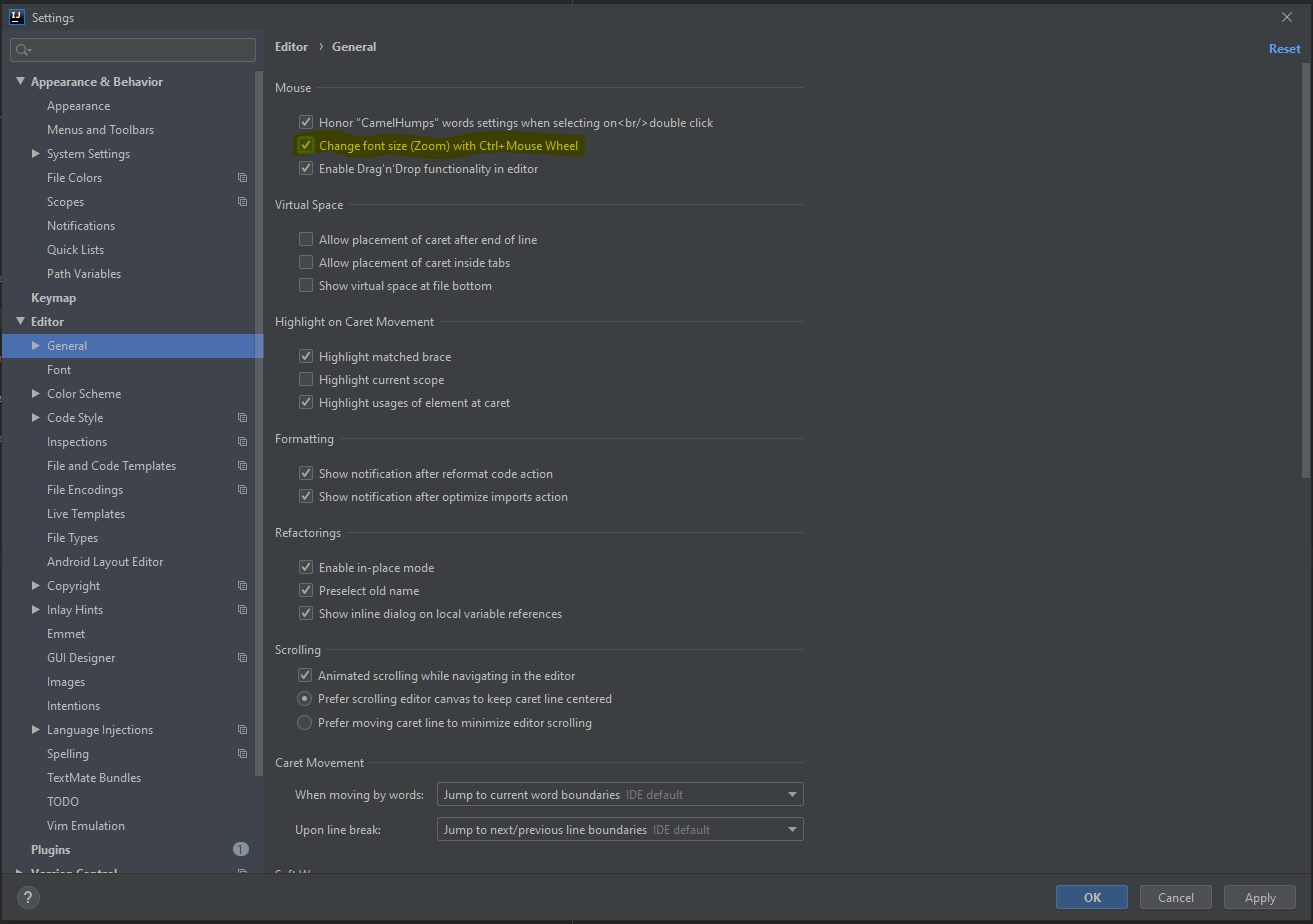 IJ Settings
Editor › General
Reset
Appearance & Behavior
Appearance
Menus and Toolbars
System Settings
File Colors
Scopes
Notifications
Quick Lists
Path Variables
Keymap
Editor
General
Font
Color Scheme
Code Style
Inspections
File and Code Templates
File Encodings
Live Templates
File Types
Android Layout Editor
Copyright
Inlay Hints
Emmet
GUI Designer
Images
Intentions
Language Injections
Spelling
TextMate Bundles
TODO
Vim Emulation
Plugins 1
Version Control
Mouse
Honor "CamelHumps" words settings when selecting on<br/>double click
Change font size (Zoom) with Ctrl+Mouse Wheel
Enable Drag'n'Drop functionality in editor
Virtual Space
Allow placement of caret after end of line
Allow placement of caret inside tabs
Show virtual space at file bottom
Highlight on Caret Movement
Highlight matched brace
Highlight current scope
Highlight usages of element at caret
Formatting
Show notification after reformat code action
Show notification after optimize imports action
Refactorings
Enable in-place mode
Preselect old name
Show inline dialog on local variable references
Scrolling
Animated scrolling while navigating in the editor
Prefer scrolling editor canvas to keep caret line centered
Prefer moving caret line to minimize editor scrolling
Caret Movement
When moving by words: Jump to current word boundaries IDE default
Upon line break: Jump to next/previous line boundaries IDE default
?
OK Cancel Apply